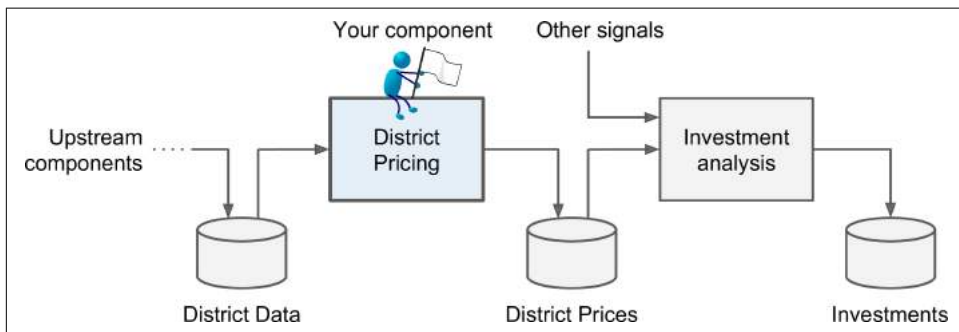 Your component
Other signals
Upstream
components
District
Pricing
Investment
analysis
District Data
District Prices
Investments